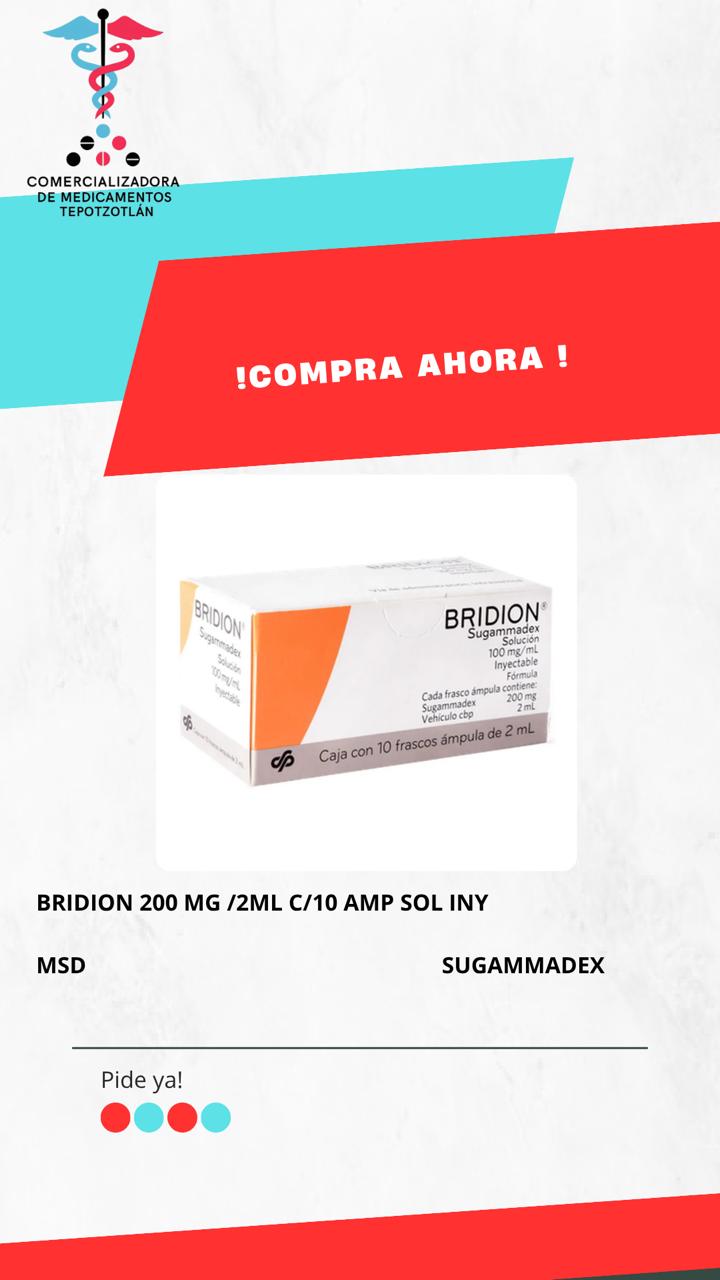 COMERCIALIZADORA
DE MEDICAMENTOS
TEPOTZOTLÁN
!COMPRA AHORA !
BRIDION®
Sugammadex
Solución
100 mg/mL
Inyectable
BRIDION®
Sugammadex
Solución
100 mg/mL
Inyectable
Fórmula
Cada frasco ámpula contiene:
Sugammadex 200 mg
Vehículo cbp 2 mL
Caja con 10 frascos ámpula de 2 mL
BRIDION 200 MG /2ML C/10 AMP SOL INY
MSD SUGAMMADEX
Pide ya!